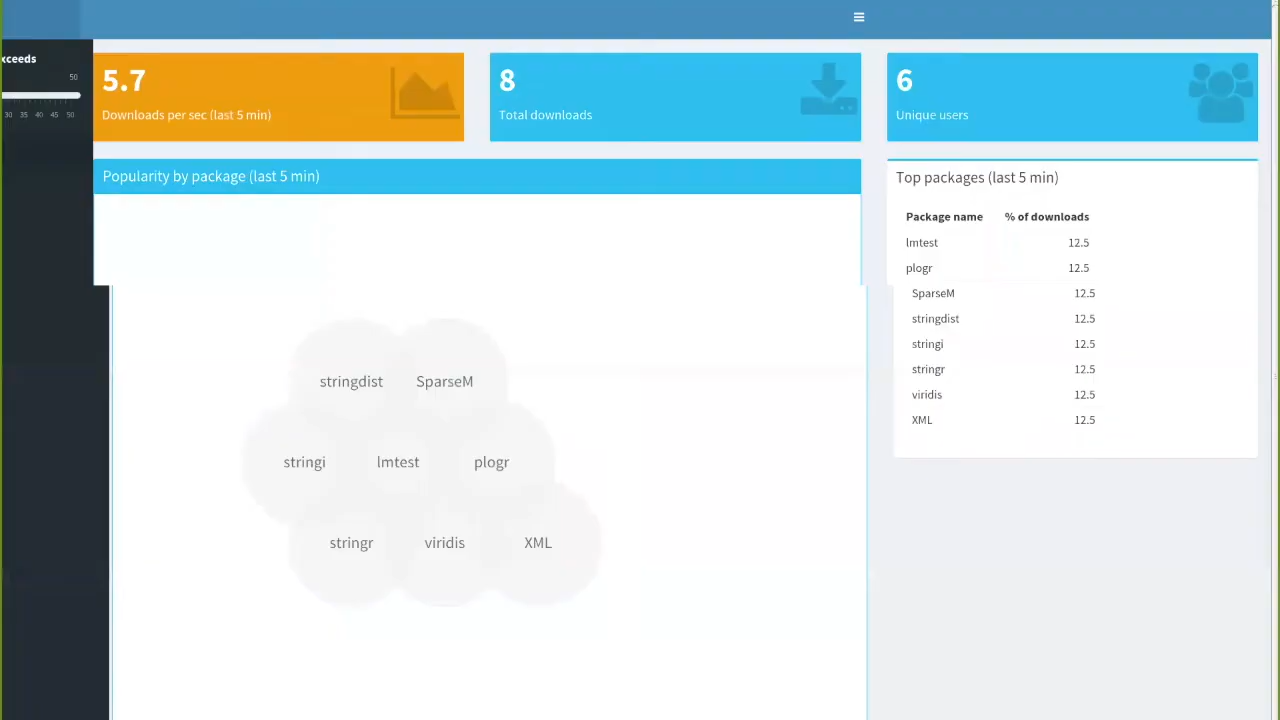 xceeds
50
30 35 40 45 50
5.7
Downloads per sec (last 5 min)
8
Total downloads
6
Unique users
Popularity by package (last 5 min)
stringdist SparseM
stringi lmtest plogr
stringr viridis XML
Top packages (last 5 min)
Package name % of downloads
lmtest 12.5
plogr 12.5
SparseM 12.5
stringdist 12.5
stringi 12.5
stringr 12.5
viridis 12.5
XML 12.5